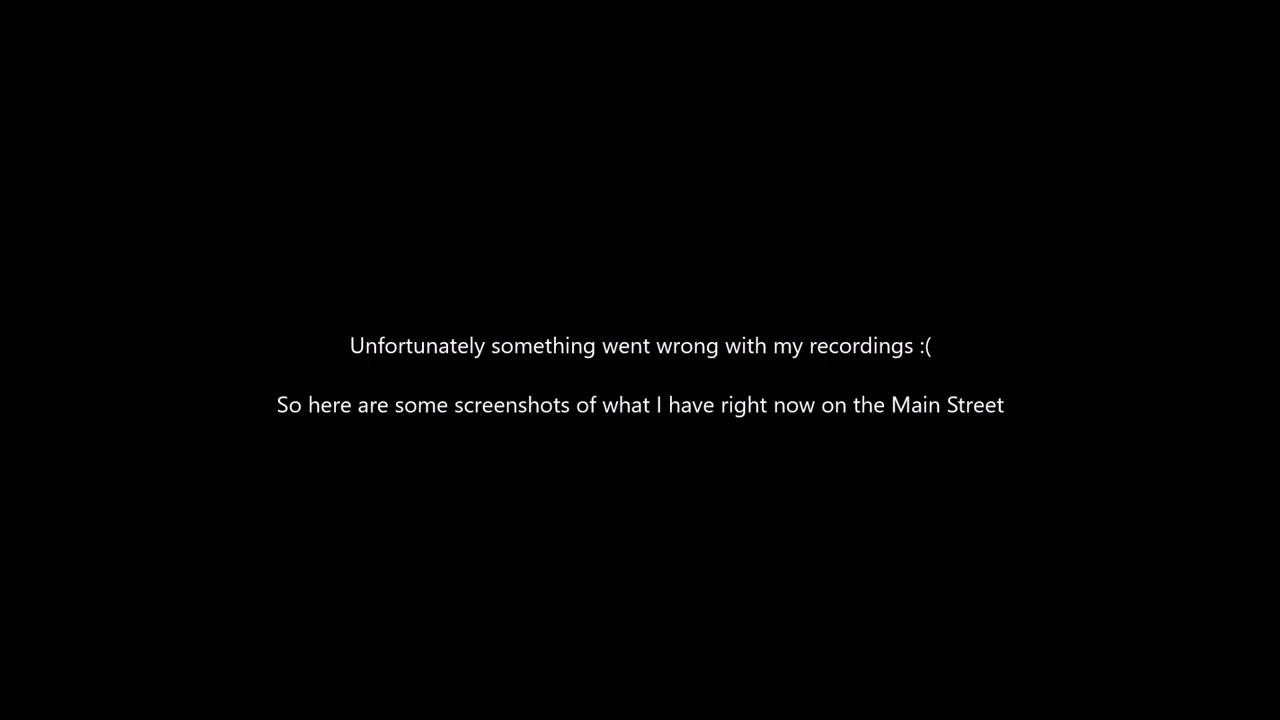 Unfortunately something went wrong with my recordings :(
So here are some screenshots of what I have right now on the Main Street